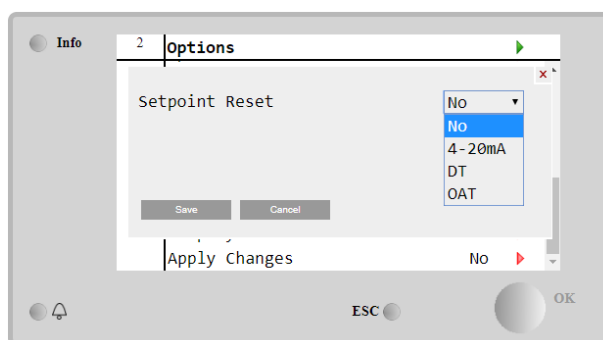 Info
2 Options
x
Setpoint Reset No
No
4-20mA
DT
OAT
Save Cancel
Apply Changes No
ESC OK